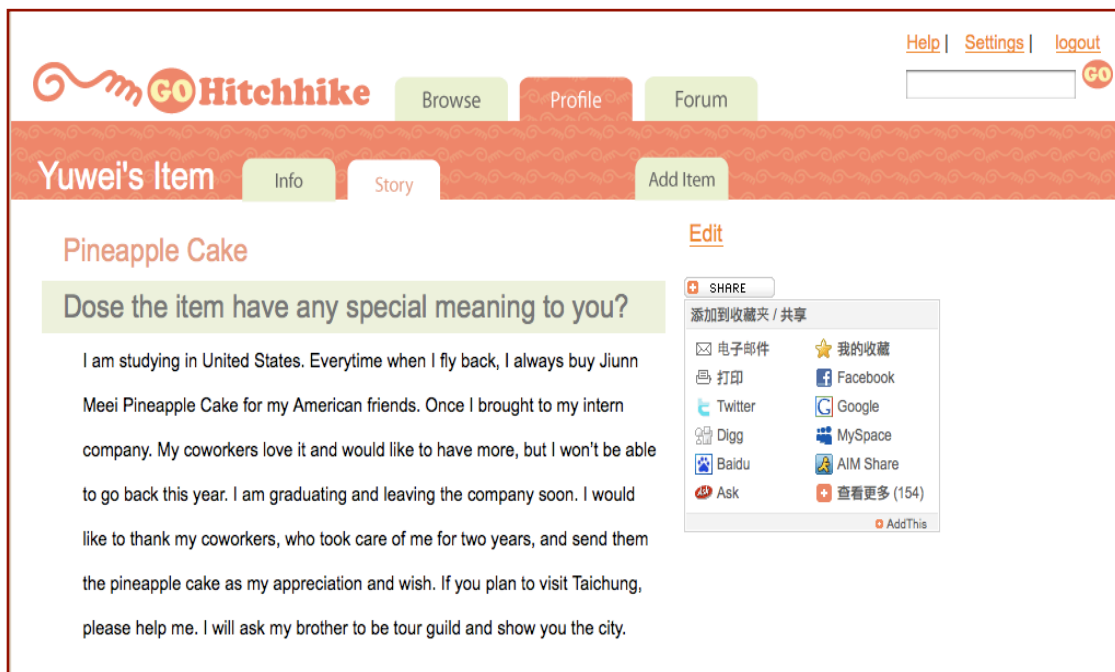 Help | Settings | logout
GO Hitchhike Browse Profile Forum GO
Yuwei's Item Info Story Add Item
Pineapple Cake
Dose the item have any special meaning to you?
I am studying in United States. Everytime when I fly back, I always buy Jiunn
Meei Pineapple Cake for my American friends. Once I brought to my intern
company. My coworkers love it and would like to have more, but I won't be able
to go back this year. I am graduating and leaving the company soon. I would
like to thank my coworkers, who took care of me for two years, and send them
the pineapple cake as my appreciation and wish. If you plan to visit Taichung,
please help me. I will ask my brother to be tour guild and show you the city.
Edit
SHARE
添加到收藏夹 / 共享
电子邮件 我的收藏
打印 Facebook
Twitter Google
Digg MySpace
Baidu AIM Share
Ask 查看更多 (154)
AddThis